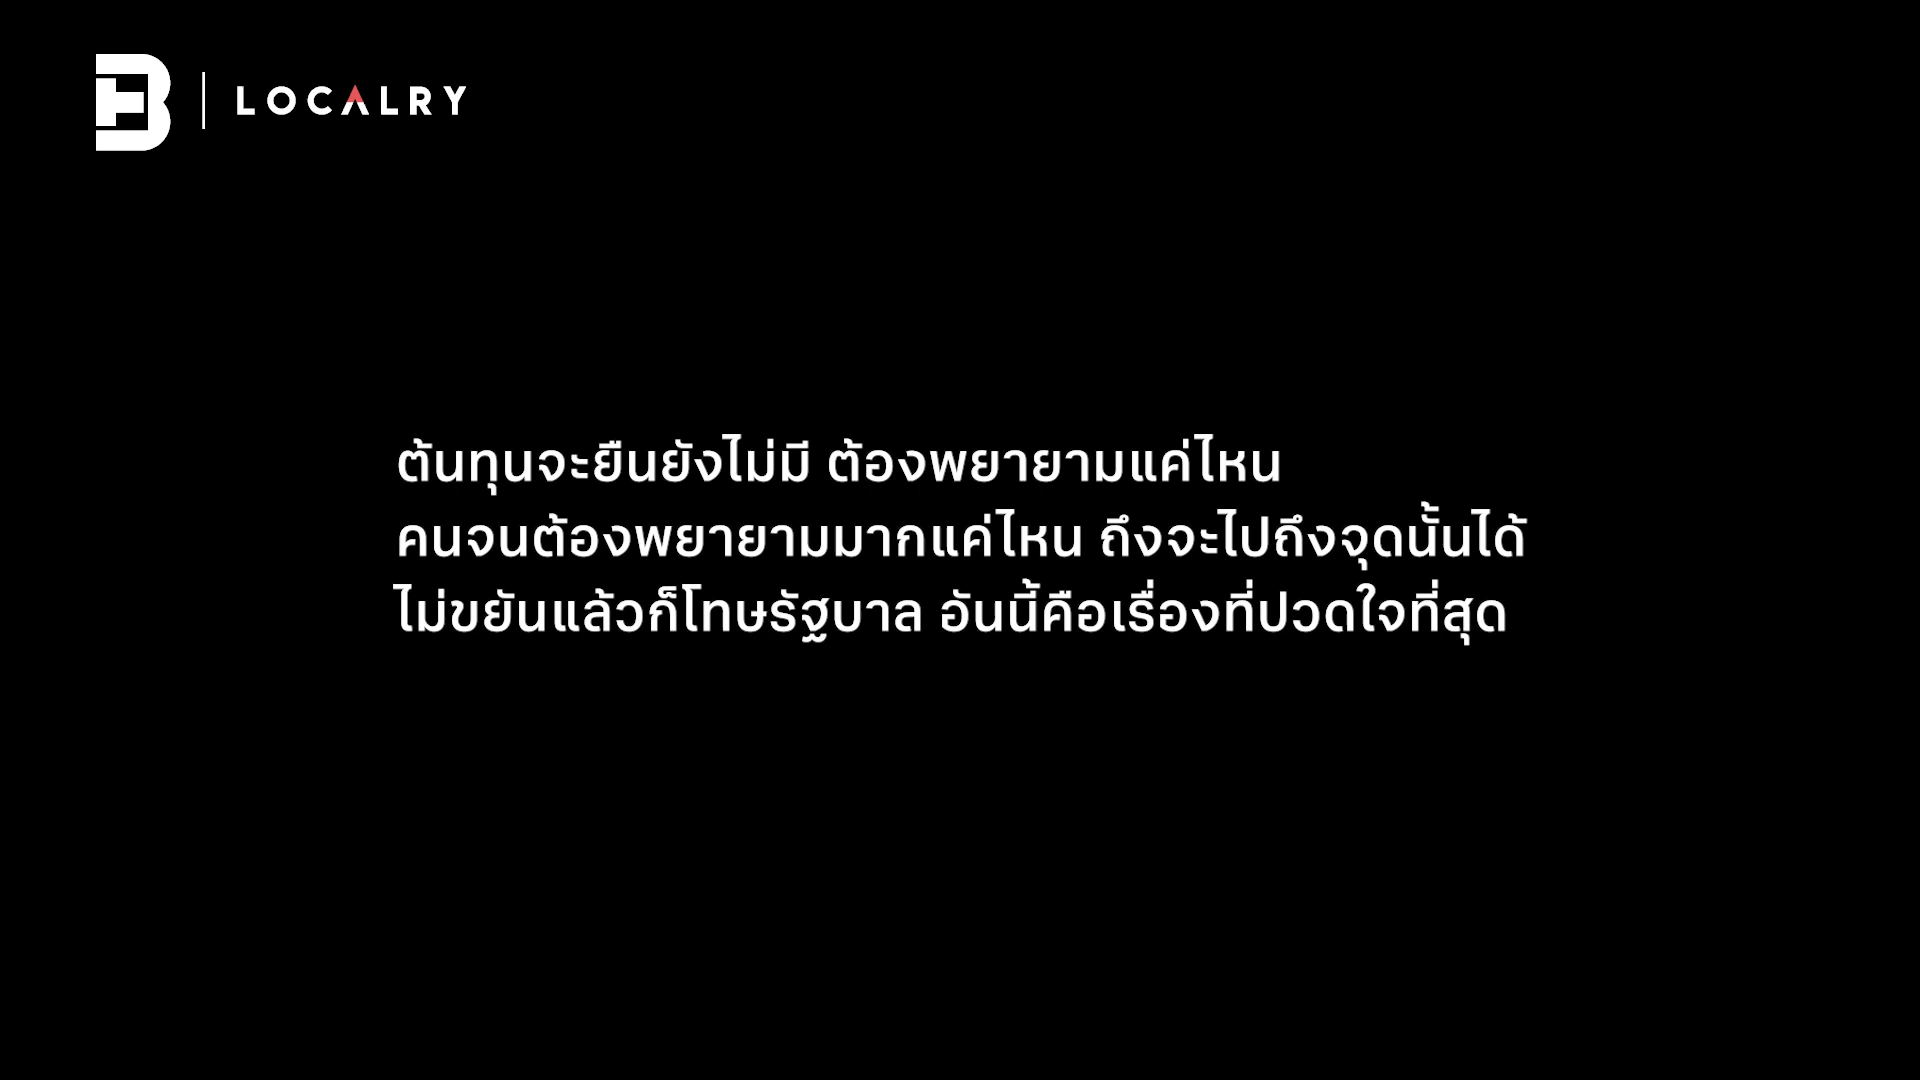 B
LOCALRY
ต้นทุนจะยืนยังไม่มี ต้องพยายามแค่ไหน
คนจนต้องพยายามมากแค่ไหน ถึงจะไปถึงจุดนั้นได้
ไม่ขยันแล้วก็โทษรัฐบาล อันนี้คือเรื่องที่ปวดใจที่สุด